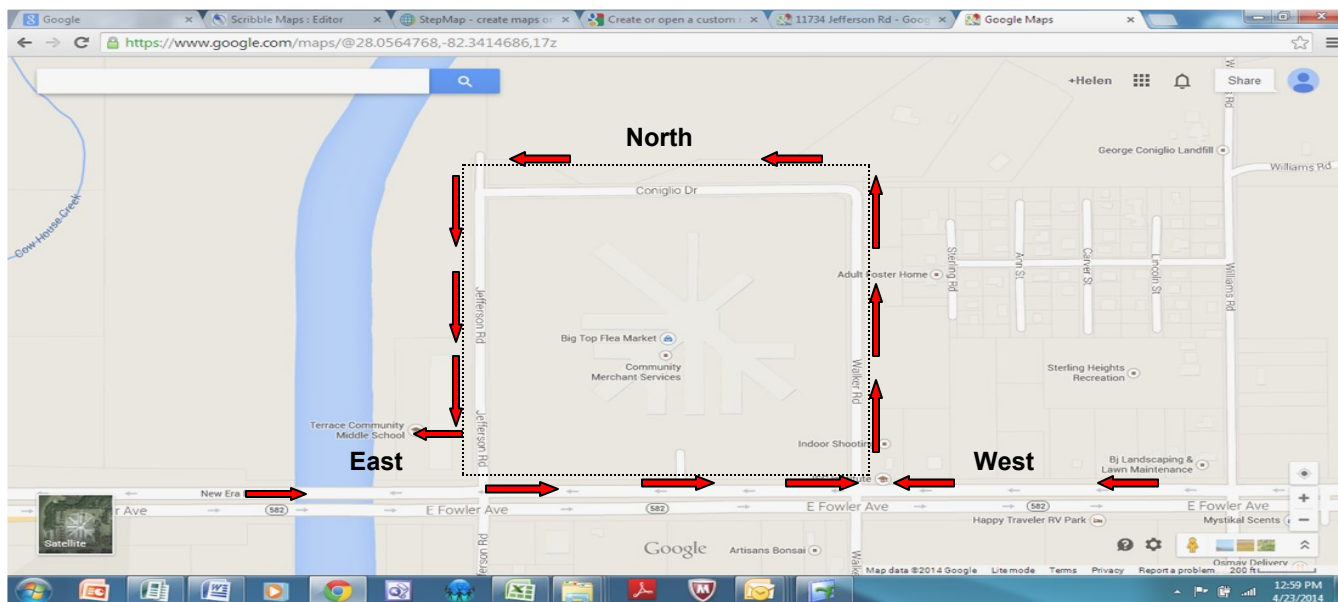 Google
Scribble Maps : Editor
StepMap - create maps or
Create or open a custom
11734 Jefferson Rd - Goog
Google Maps
https://www.google.com/maps/@28.0564768,-82.3414686,17z
+Helen
Share
North
George Coniglio Landfill
Williams Rd
Coniglio Dr
Cow House Creek
Adult Foster Home
Sterling Rd
Ann St
Carver St
Lincoln St
Williams Rd
Jefferson Rd
Big Top Flea Market
Community
Merchant Services
Walker Rd
Sterling Heights
Recreation
Terrace Community
Middle School
Jefferson Rd
Indoor Shooting
East
West
Bj Landscaping &
Lawn Maintenance
New Era
582
E Fowler Ave
582
E Fowler Ave
582
E Fowler Ave
Happy Traveler RV Park
Mystikal Scents
Satellite
Google
Artisans Bonsai
Osmay Delivery
Map data ©2014 Google
Lite mode
Terms
Privacy
Report a problem
200 ft
12:59 PM
4/23/2014